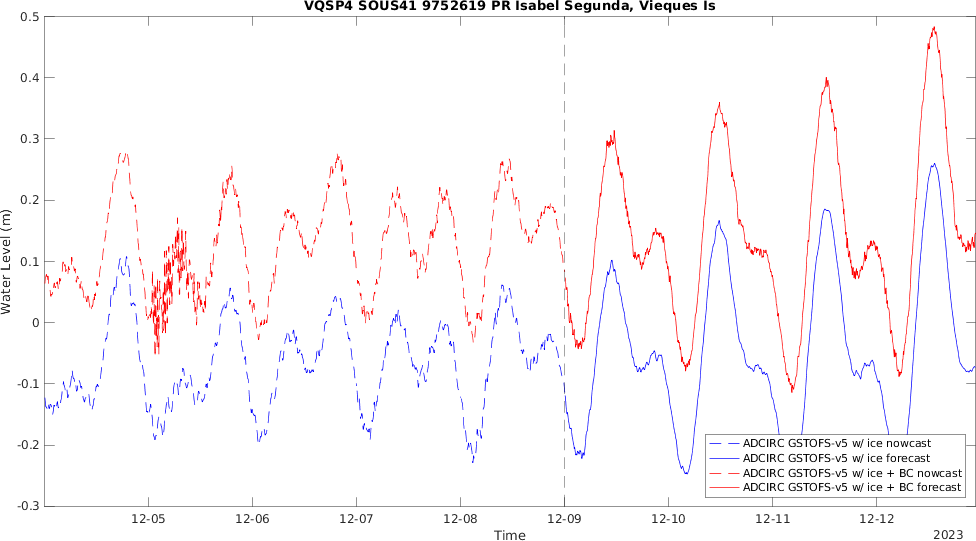 VQSP4 SOUS41 9752619 PR Isabel Segunda, Vieques Is
Water Level (m)
0.5
0.4
0.3
0.2
0.1
0
-0.1
-0.2
-0.3
ADCIRC GSTOFS-v5 w/ ice nowcast
ADCIRC GSTOFS-v5 w/ ice forecast
ADCIRC GSTOFS-v5 w/ ice + BC nowcast
ADCIRC GSTOFS-v5 w/ ice + BC forecast
12-05 12-06 12-07 12-08 12-09 12-10 12-11 12-12
Time
2023